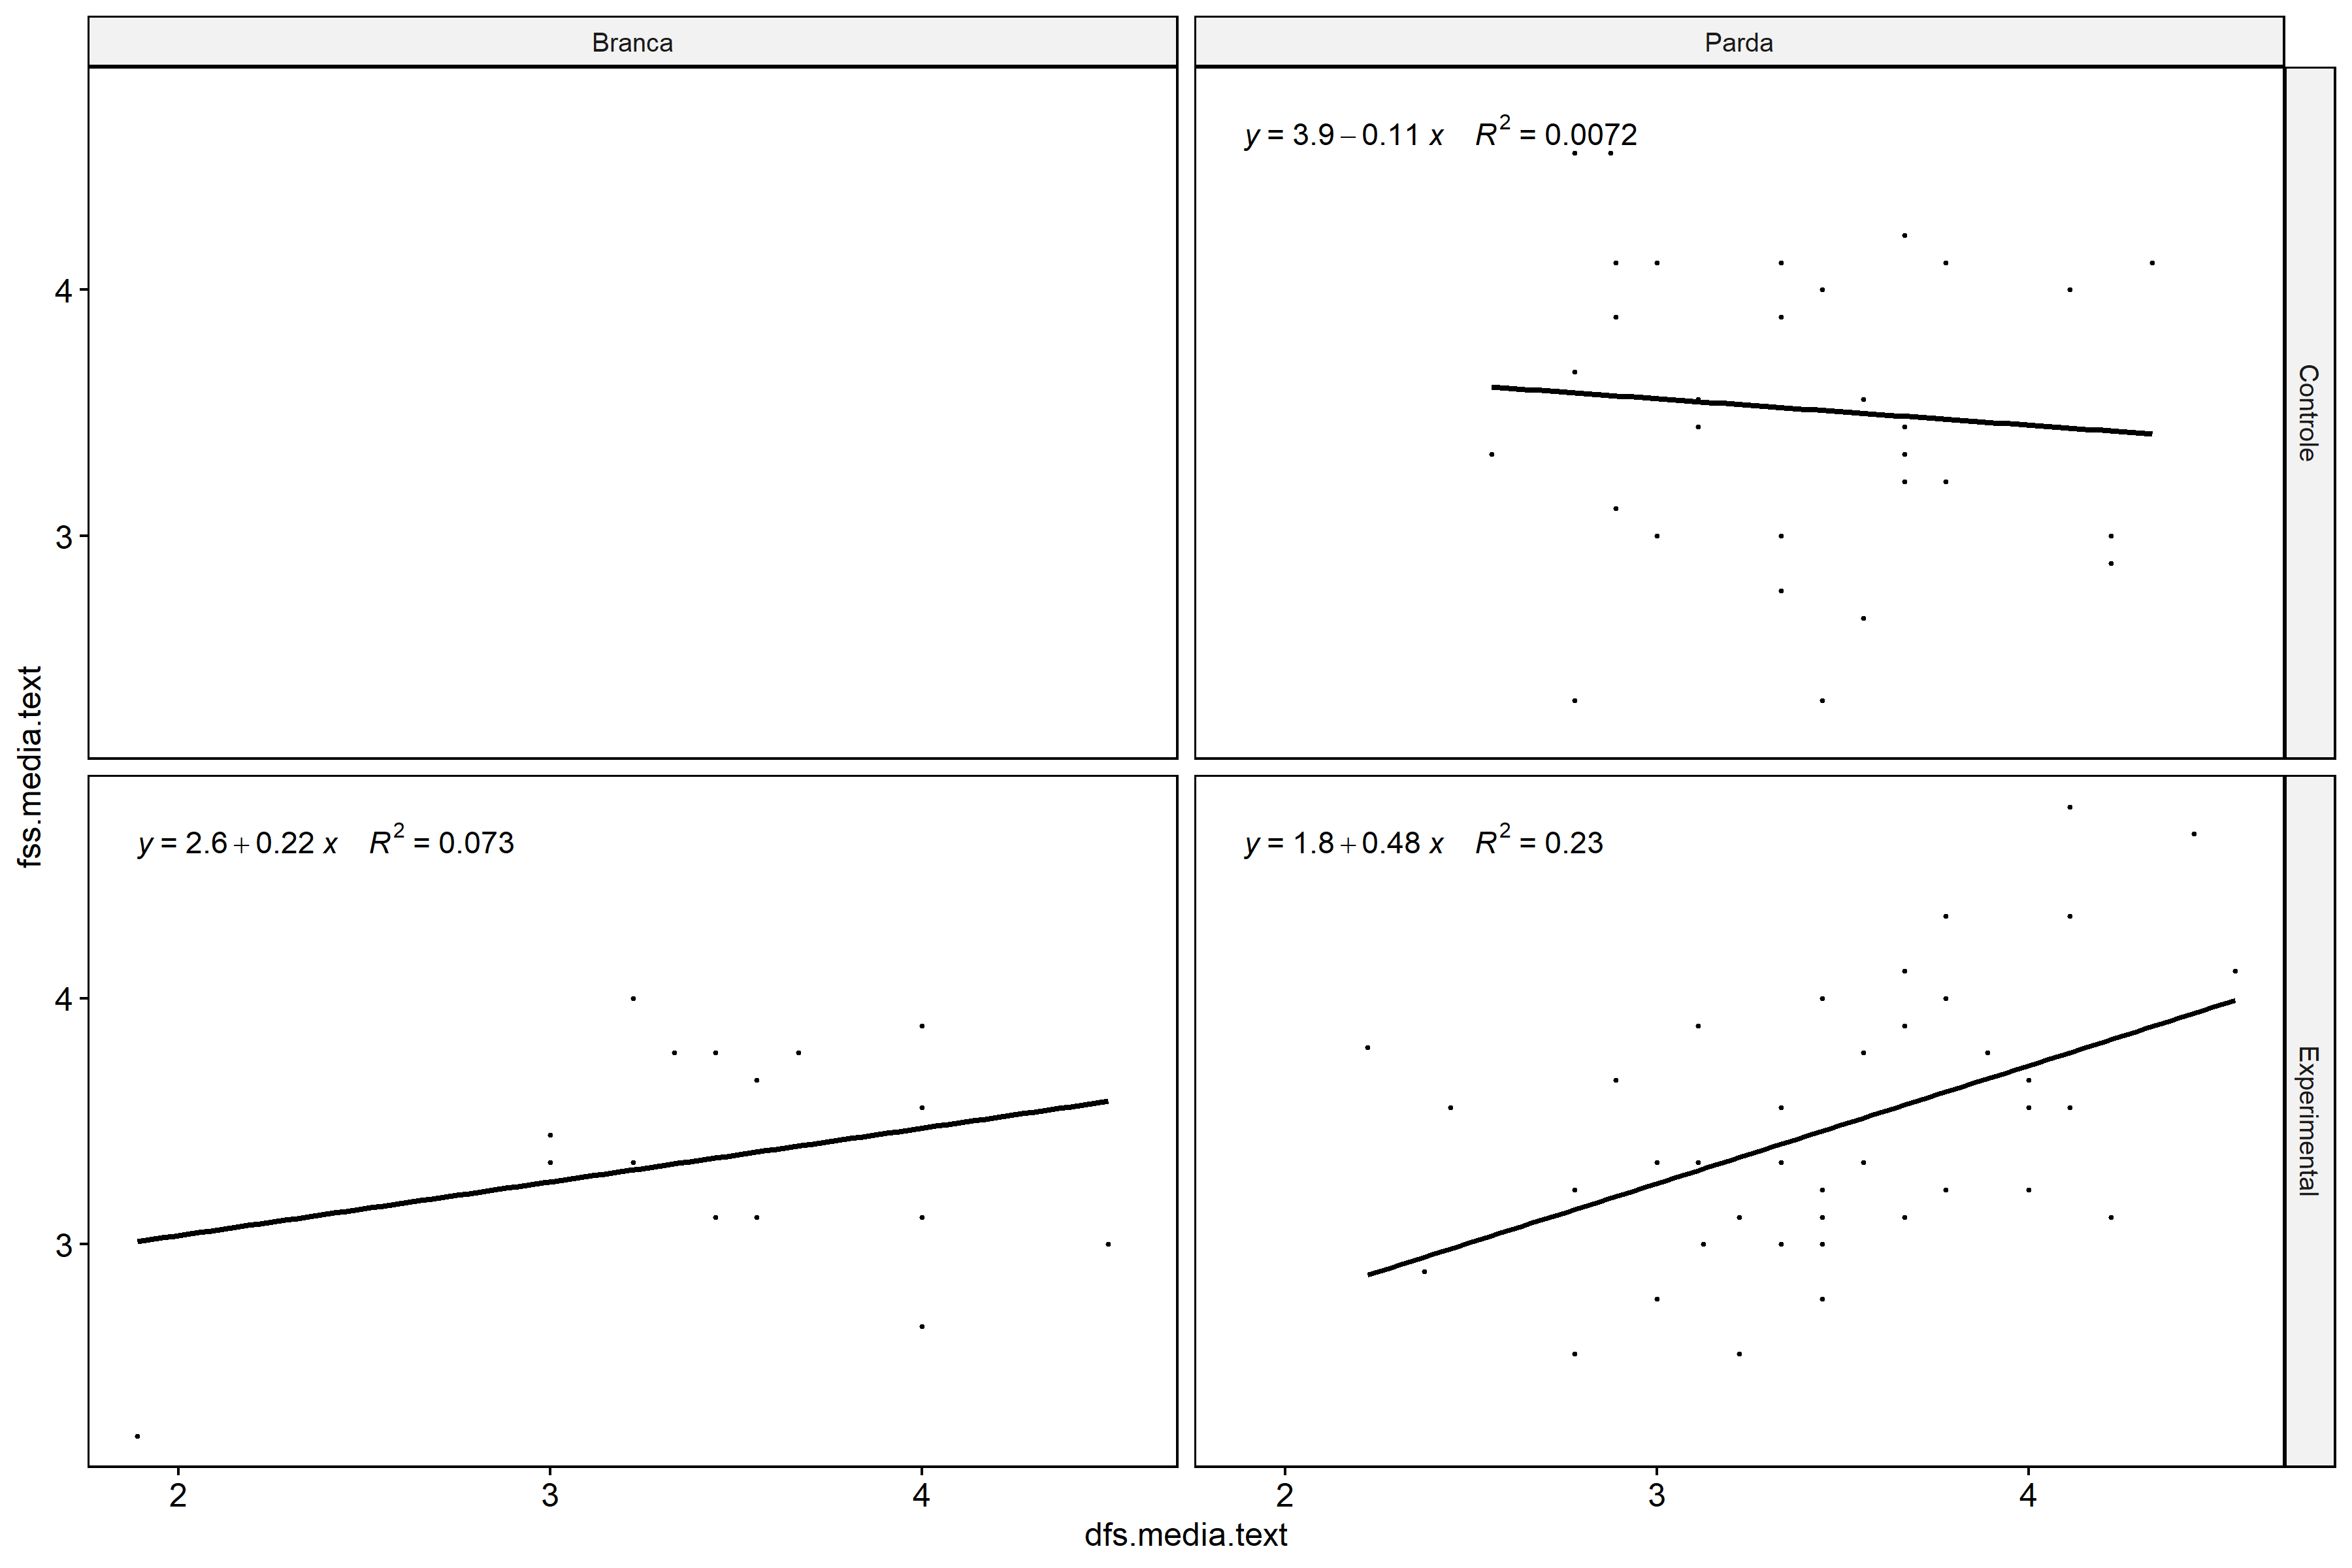 Branca
Parda
y = 3.9 − 0.11 x R² = 0.0072
Controle
4
3
fss.media.text
y = 2.6 + 0.22 x R² = 0.073
y = 1.8 + 0.48 x R² = 0.23
Experimental
4
3
2 3 4
2 3 4
dfs.media.text